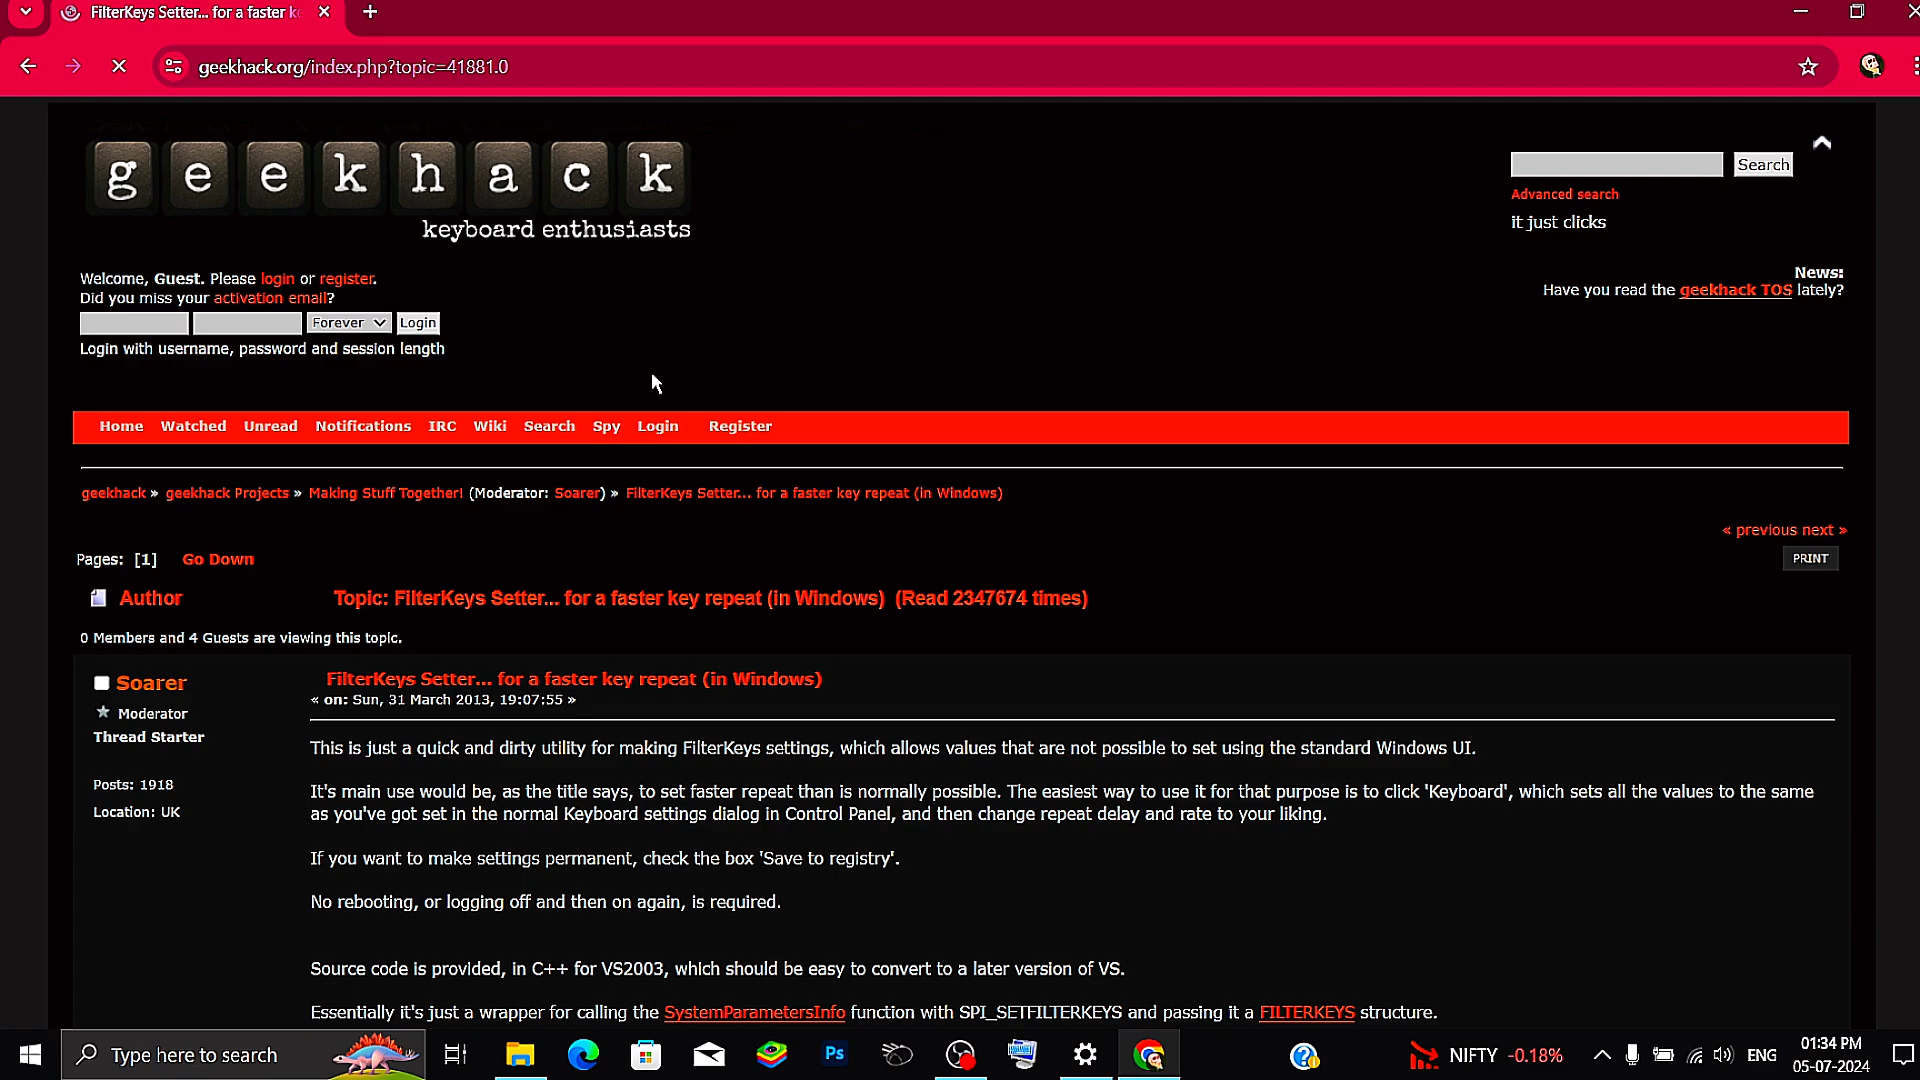 FilterKeys Setter... for a faster k
geekhack.org/index.php?topic=41881.0
geekhack
keyboard enthusiasts
Search
Advanced search
it just clicks
Welcome, Guest. Please login or register.
Did you miss your activation email?
Forever Login
Login with username, password and session length
News:
Have you read the geekhack TOS lately?
Home Watched Unread Notifications IRC Wiki Search Spy Login Register
geekhack » geekhack Projects » Making Stuff Together! (Moderator: Soarer) » FilterKeys Setter... for a faster key repeat (in Windows)
« previous next »
Pages: [1] Go Down
PRINT
Author Topic: FilterKeys Setter... for a faster key repeat (in Windows) (Read 2347674 times)
0 Members and 4 Guests are viewing this topic.
Soarer
Moderator
Thread Starter
Posts: 1918
Location: UK
FilterKeys Setter... for a faster key repeat (in Windows)
« on: Sun, 31 March 2013, 19:07:55 »
This is just a quick and dirty utility for making FilterKeys settings, which allows values that are not possible to set using the standard Windows UI.
It's main use would be, as the title says, to set faster repeat than is normally possible. The easiest way to use it for that purpose is to click 'Keyboard', which sets all the values to the same
as you've got set in the normal Keyboard settings dialog in Control Panel, and then change repeat delay and rate to your liking.
If you want to make settings permanent, check the box 'Save to registry'.
No rebooting, or logging off and then on again, is required.
Source code is provided, in C++ for VS2003, which should be easy to convert to a later version of VS.
Essentially it's just a wrapper for calling the SystemParametersInfo function with SPI_SETFILTERKEYS and passing it a FILTERKEYS structure.
Type here to search
Ps
NIFTY -0.18%
ENG
01:34 PM
05-07-2024